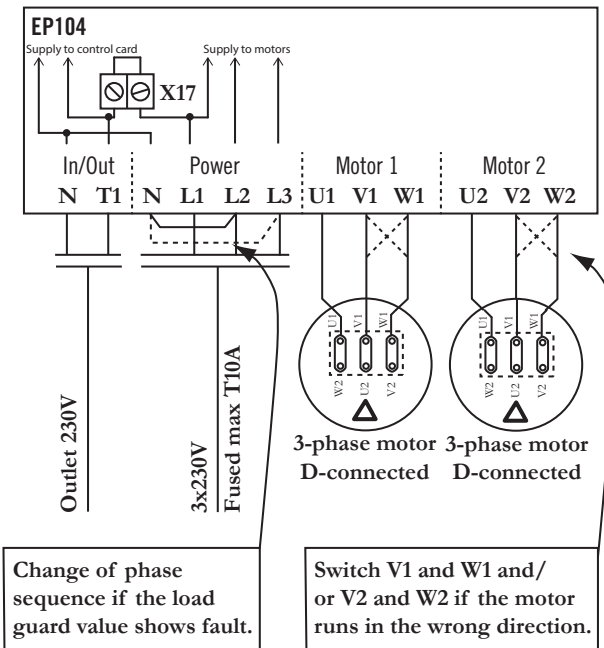 EP104
Supply to control card Supply to motors
X17
In/Out Power Motor 1 Motor 2
N T1 N L1 L2 L3 U1 V1 W1 U2 V2 W2
U1 V1 W1 U1 V1 W1
W2 U2 V2 W2 U2 V2
Outlet 230V
3x230V
Fused max T10A
3-phase motor 3-phase motor
D-connected D-connected
Change of phase
sequence if the load
guard value shows fault.
Switch V1 and W1 and/
or V2 and W2 if the motor
runs in the wrong direction.